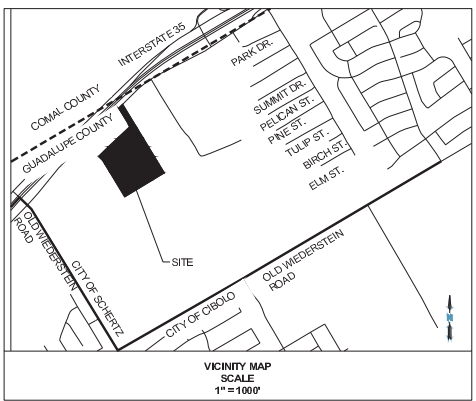 INTERSTATE 35
PARK DR.
COMAL COUNTY
GUADALUPE COUNTY
SUMMIT DR.
PELICAN ST.
PINE ST.
TULIP ST.
BIRCH ST.
ELM ST.
OLD WIEDERSTEIN
ROAD
CITY OF SCHERTZ
SITE
OLD WIEDERSTEIN
ROAD
CITY OF CIBOLO
N
VICINITY MAP
SCALE
1" = 1000'